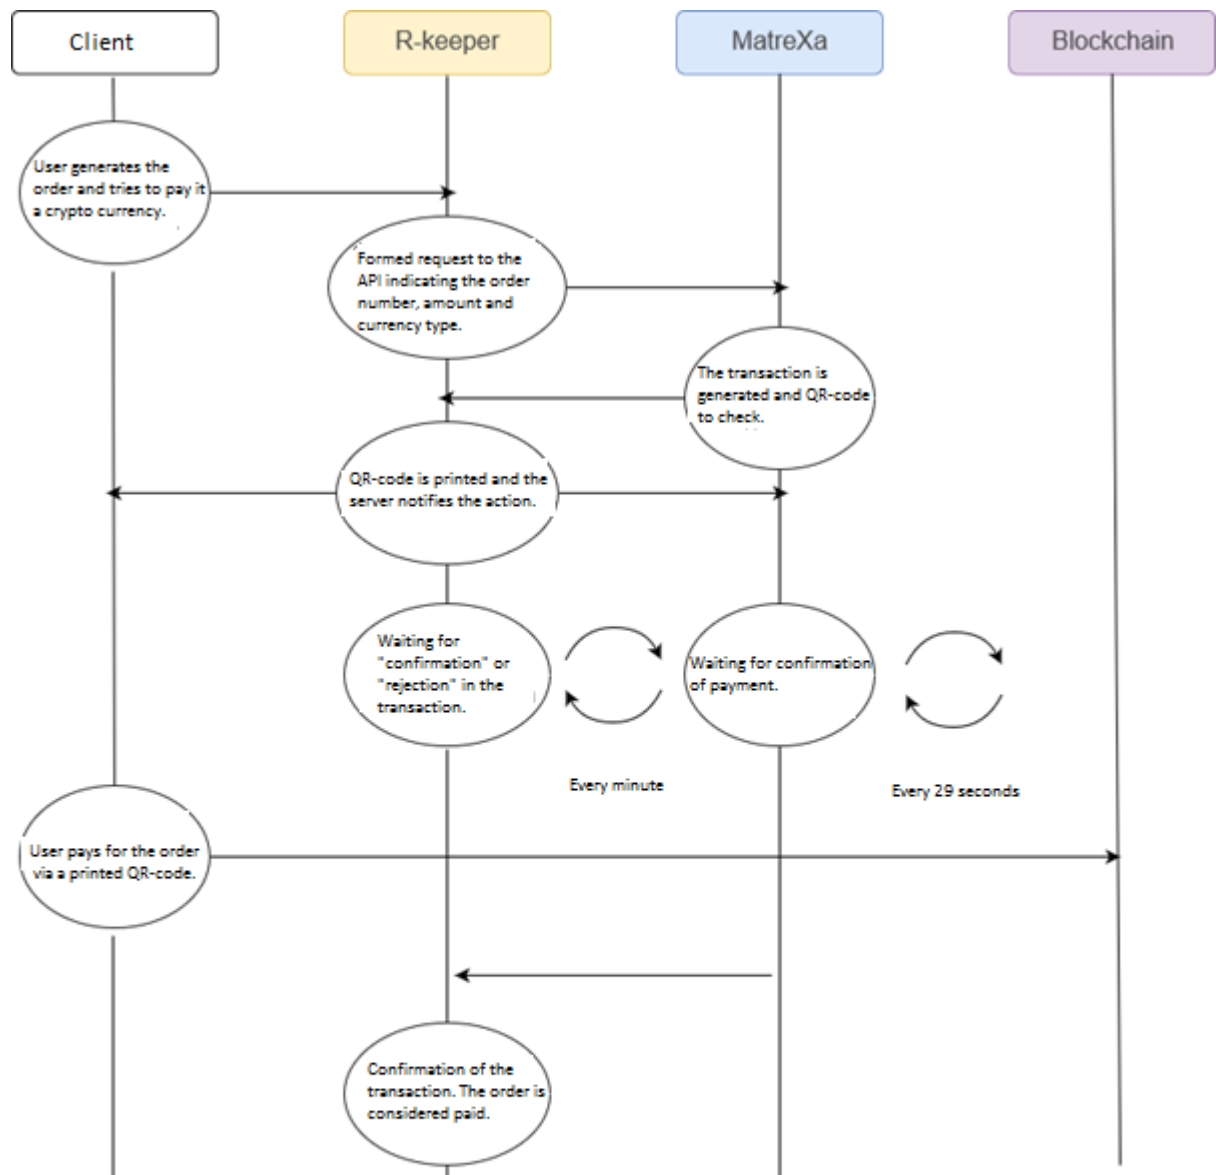 Client
R-keeper
MatreXa
Blockchain
User generates the
order and tries to pay it
a crypto currency.
Formed request to the
API indicating the order
number, amount and
currency type.
The transaction is
generated and QR-code
to check.
QR-code is printed and the
server notifies the action.
Waiting for
"confirmation" or
"rejection" in the
transaction.
Waiting for confirmation
of payment.
Every minute
Every 29 seconds
User pays for the order
via a printed QR-code.
Confirmation of the
transaction. The order is
considered paid.